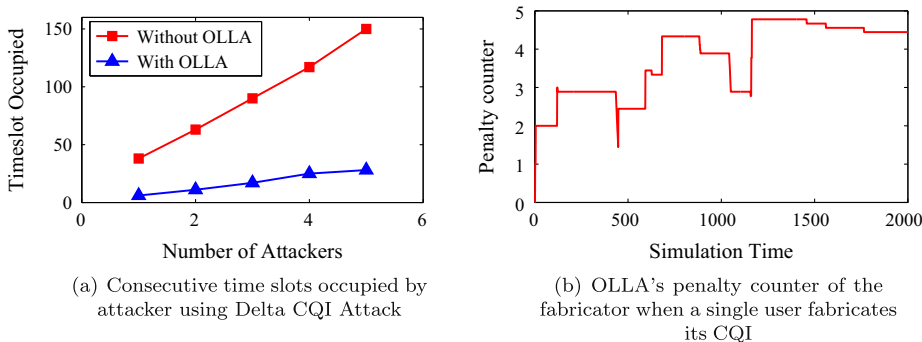 150
100
50
0
Timeslot Occupied
Without OLLA
With OLLA
0
2
4
6
Number of Attackers
(a) Consecutive time slots occupied by
attacker using Delta CQI Attack
5
4
3
2
1
0
Penalty counter
0
500
1000
1500
2000
Simulation Time
(b) OLLA's penalty counter of the
fabricator when a single user fabricates
its CQI